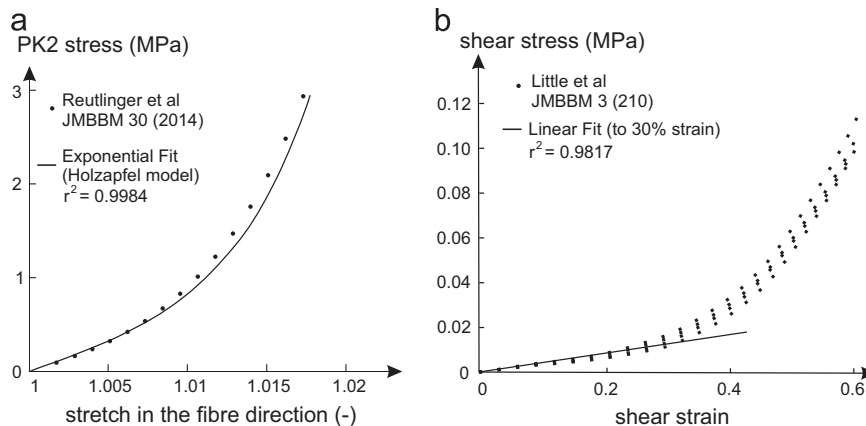 a
PK2 stress (MPa)
3
2
1
0
1
1.005
1.01
1.015
1.02
Reutlinger et al
JMBBM 30 (2014)
Exponential Fit
(Holzapfel model)
r² = 0.9984
stretch in the fibre direction (-)
b
shear stress (MPa)
0.12
0.10
0.08
0.06
0.04
0.02
0
0
0.2
0.4
0.6
Little et al
JMBBM 3 (210)
Linear Fit (to 30% strain)
r² = 0.9817
shear strain